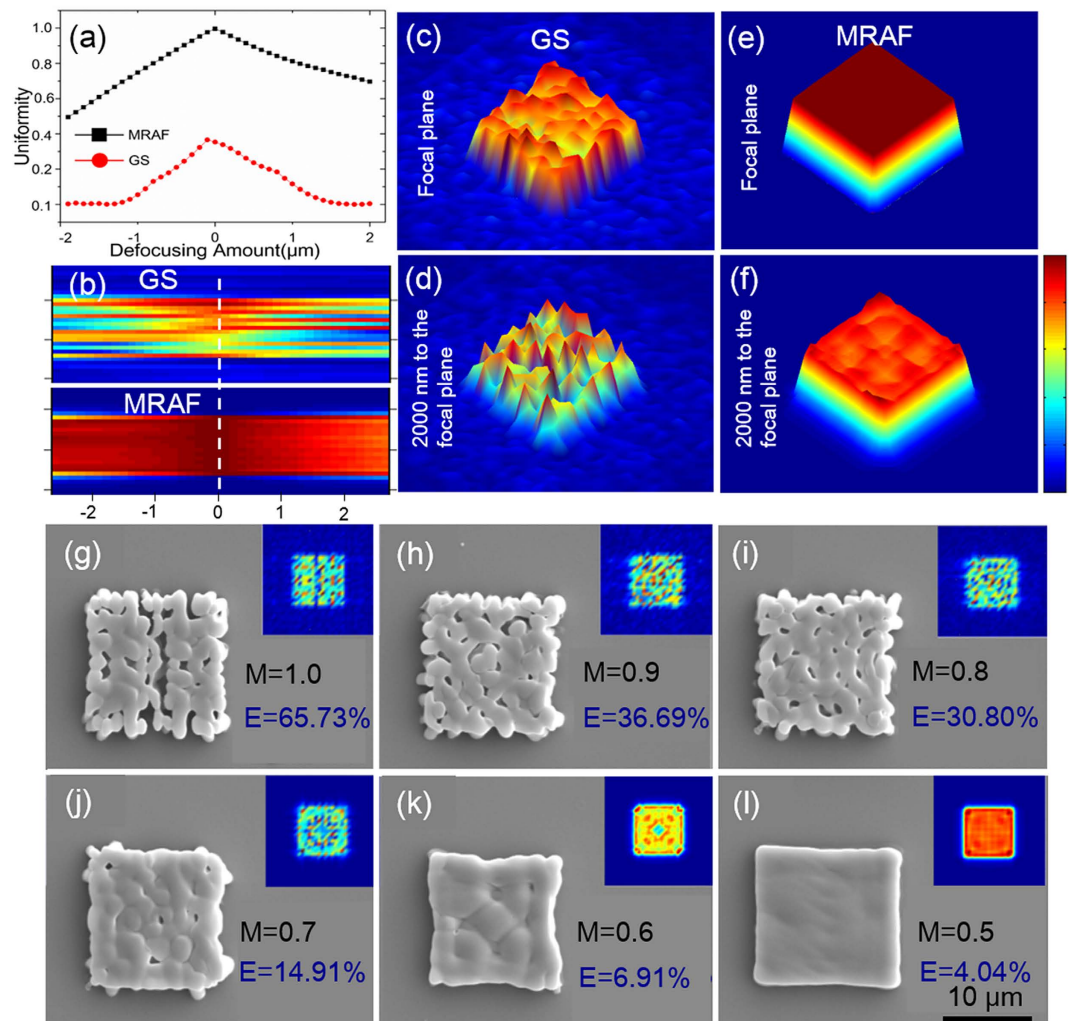 (a)
1.0
0.8
0.6
0.4
0.2
0.1
Uniformity
MRAF
GS
-2
-1
0
1
2
Defocusing Amount(μm)
(b)
GS
MRAF
-2
-1
0
1
2
(c)
GS
Focal plane
(d)
2000 nm to the
focal plane
(e)
MRAF
Focal plane
(f)
2000 nm to the
focal plane
(g)
M=1.0
E=65.73%
(h)
M=0.9
E=36.69%
(i)
M=0.8
E=30.80%
(j)
M=0.7
E=14.91%
(k)
M=0.6
E=6.91%
(l)
M=0.5
E=4.04%
10 μm